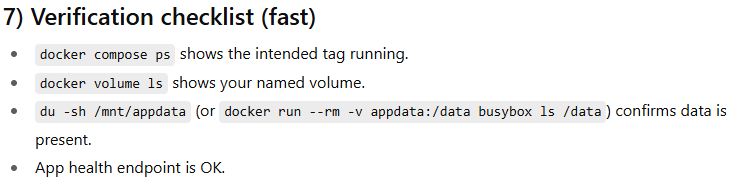 7) Verification checklist (fast)
• docker compose ps shows the intended tag running.
• docker volume ls shows your named volume.
• du -sh /mnt/appdata (or docker run --rm -v appdata:/data busybox ls /data) confirms data is
present.
• App health endpoint is OK.